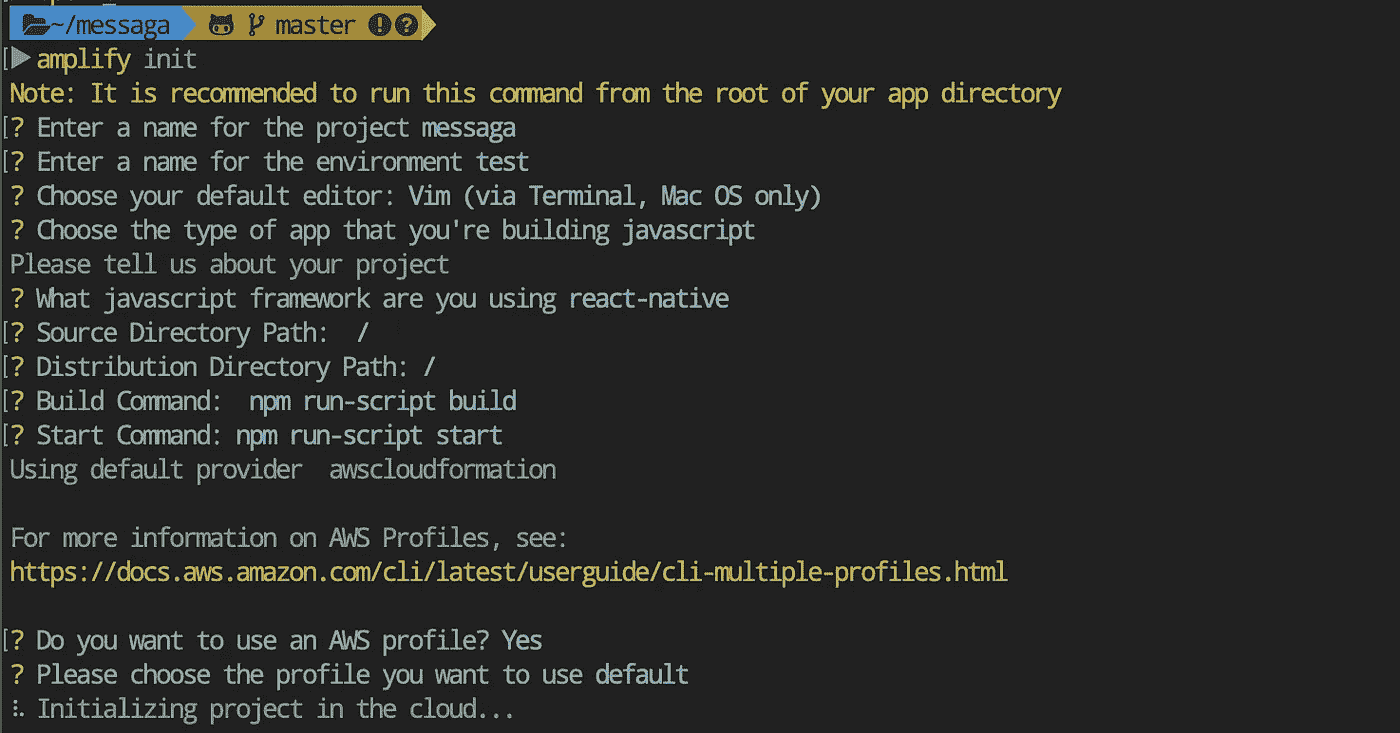 ~/messaga master
amplify init
Note: It is recommended to run this command from the root of your app directory
? Enter a name for the project messaga
? Enter a name for the environment test
? Choose your default editor: Vim (via Terminal, Mac OS only)
? Choose the type of app that you're building javascript
Please tell us about your project
? What javascript framework are you using react-native
? Source Directory Path:  /
? Distribution Directory Path: /
? Build Command:  npm run-script build
? Start Command: npm run-script start
Using default provider  awscloudformation
For more information on AWS Profiles, see:
https://docs.aws.amazon.com/cli/latest/userguide/cli-multiple-profiles.html
? Do you want to use an AWS profile? Yes
? Please choose the profile you want to use default
Initializing project in the cloud...